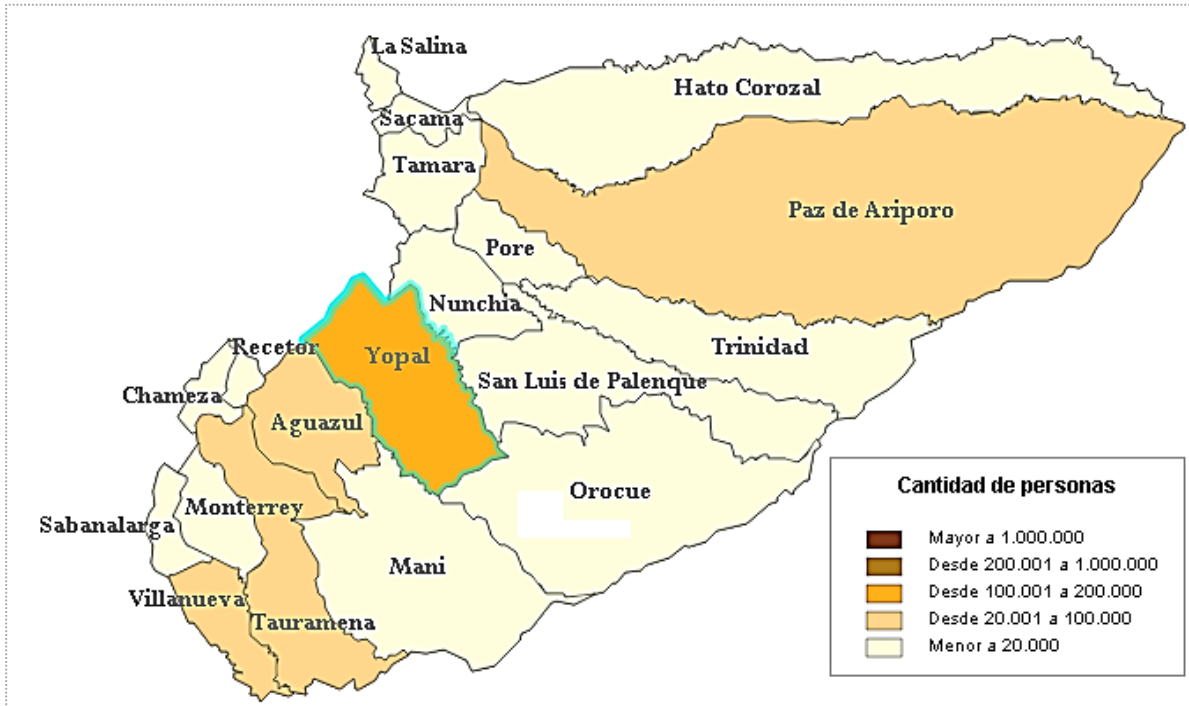 La Salina
Hato Corozal
Sacama
Tamara
Paz de Ariporo
Pore
Nunchia
Recetor
Yopal
Trinidad
San Luis de Palenque
Chameza
Aguazul
Orocue
Monterrey
Sabanalarga
Mani
Villanueva
Tauramena
Cantidad de personas
Mayor a 1.000.000
Desde 200.001 a 1.000.000
Desde 100.001 a 200.000
Desde 20.001 a 100.000
Menor a 20.000